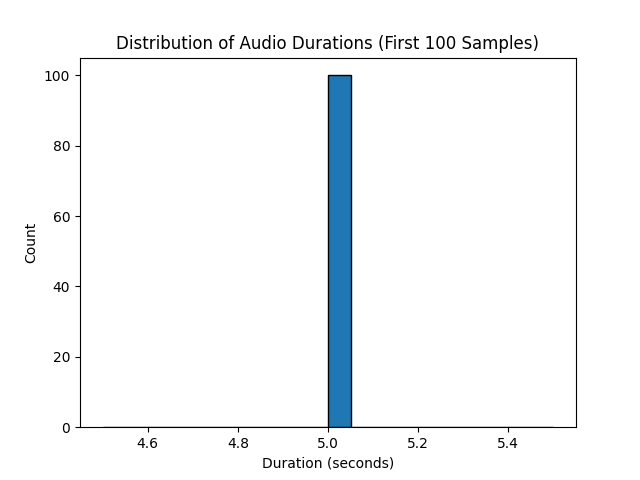 Distribution of Audio Durations (First 100 Samples)
100
80
60
40
20
0
Count
4.6 4.8 5.0 5.2 5.4
Duration (seconds)